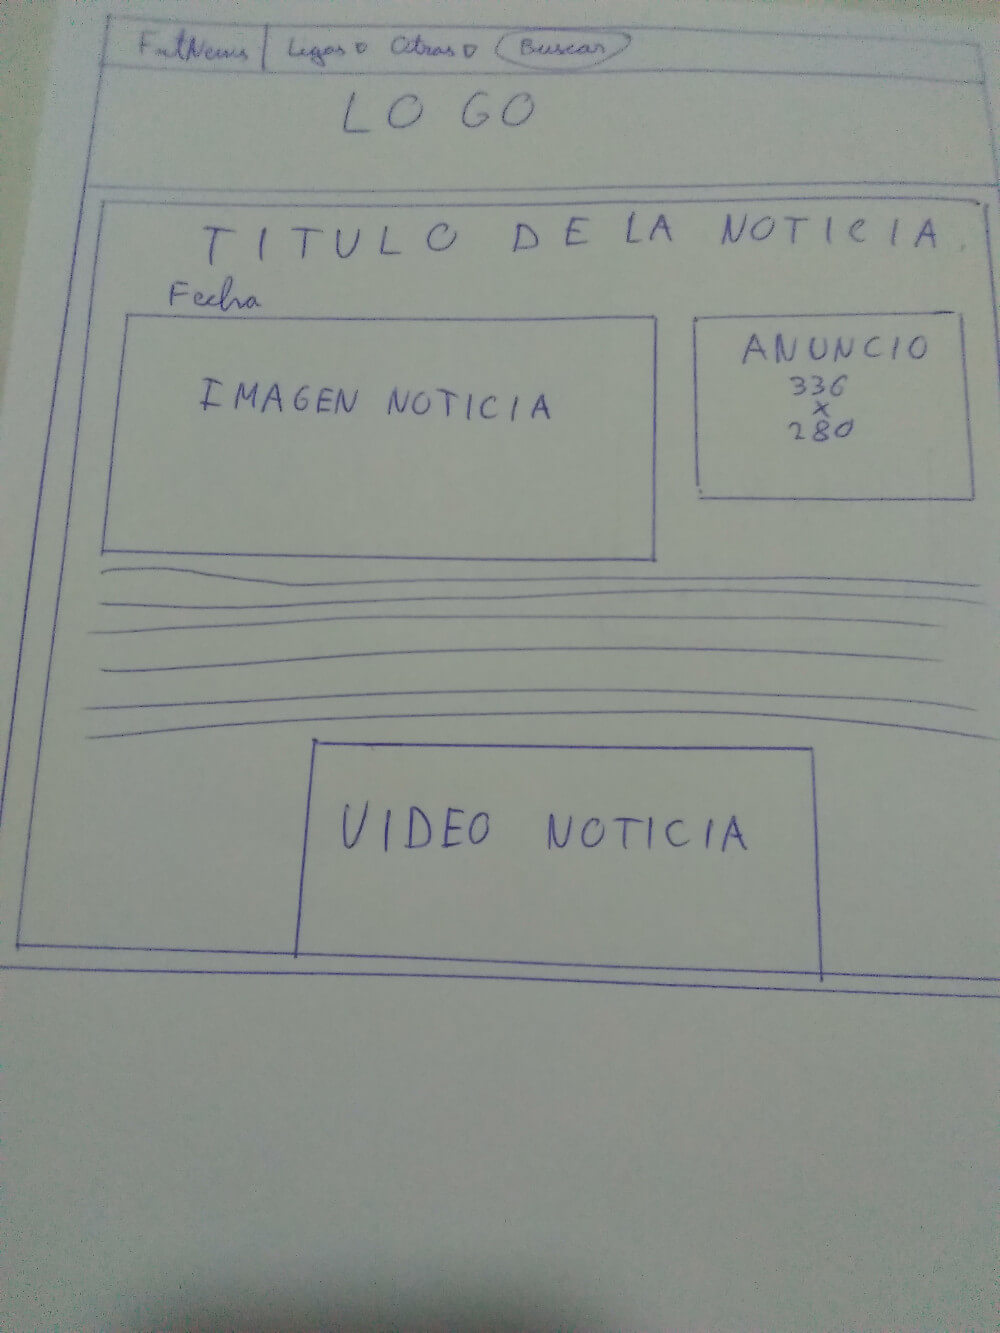 FutNews Ligas Otras Buscar
LOGO
TITULO DE LA NOTICIA
Fecha
IMAGEN NOTICIA
ANUNCIO
336
x
280
VIDEO NOTICIA